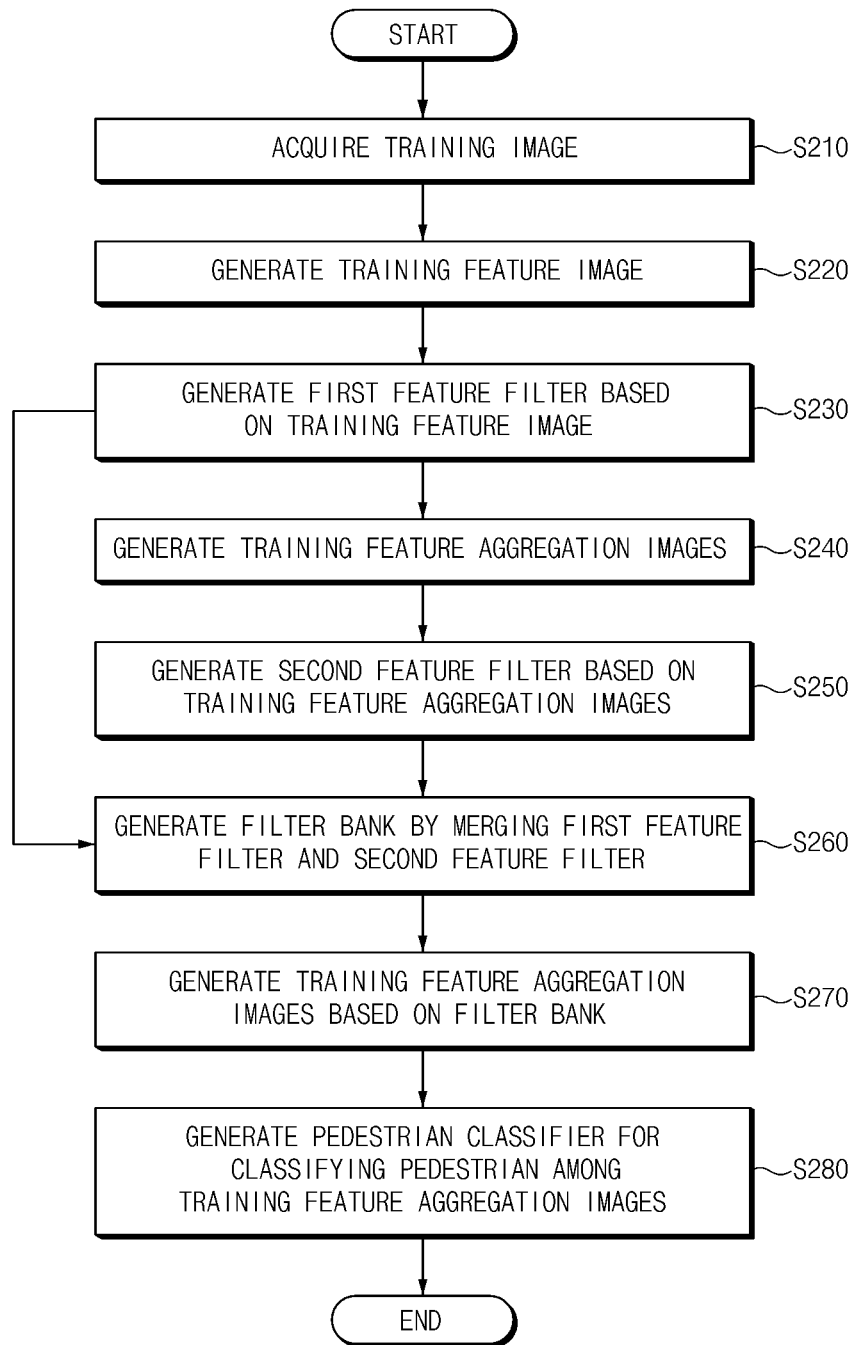 START
ACQUIRE TRAINING IMAGE
S210
GENERATE TRAINING FEATURE IMAGE
S220
GENERATE FIRST FEATURE FILTER BASED
ON TRAINING FEATURE IMAGE
S230
GENERATE TRAINING FEATURE AGGREGATION IMAGES
S240
GENERATE SECOND FEATURE FILTER BASED ON
TRAINING FEATURE AGGREGATION IMAGES
S250
GENERATE FILTER BANK BY MERGING FIRST FEATURE
FILTER AND SECOND FEATURE FILTER
S260
GENERATE TRAINING FEATURE AGGREGATION
IMAGES BASED ON FILTER BANK
S270
GENERATE PEDESTRIAN CLASSIFIER FOR
CLASSIFYING PEDESTRIAN AMONG
TRAINING FEATURE AGGREGATION IMAGES
S280
END